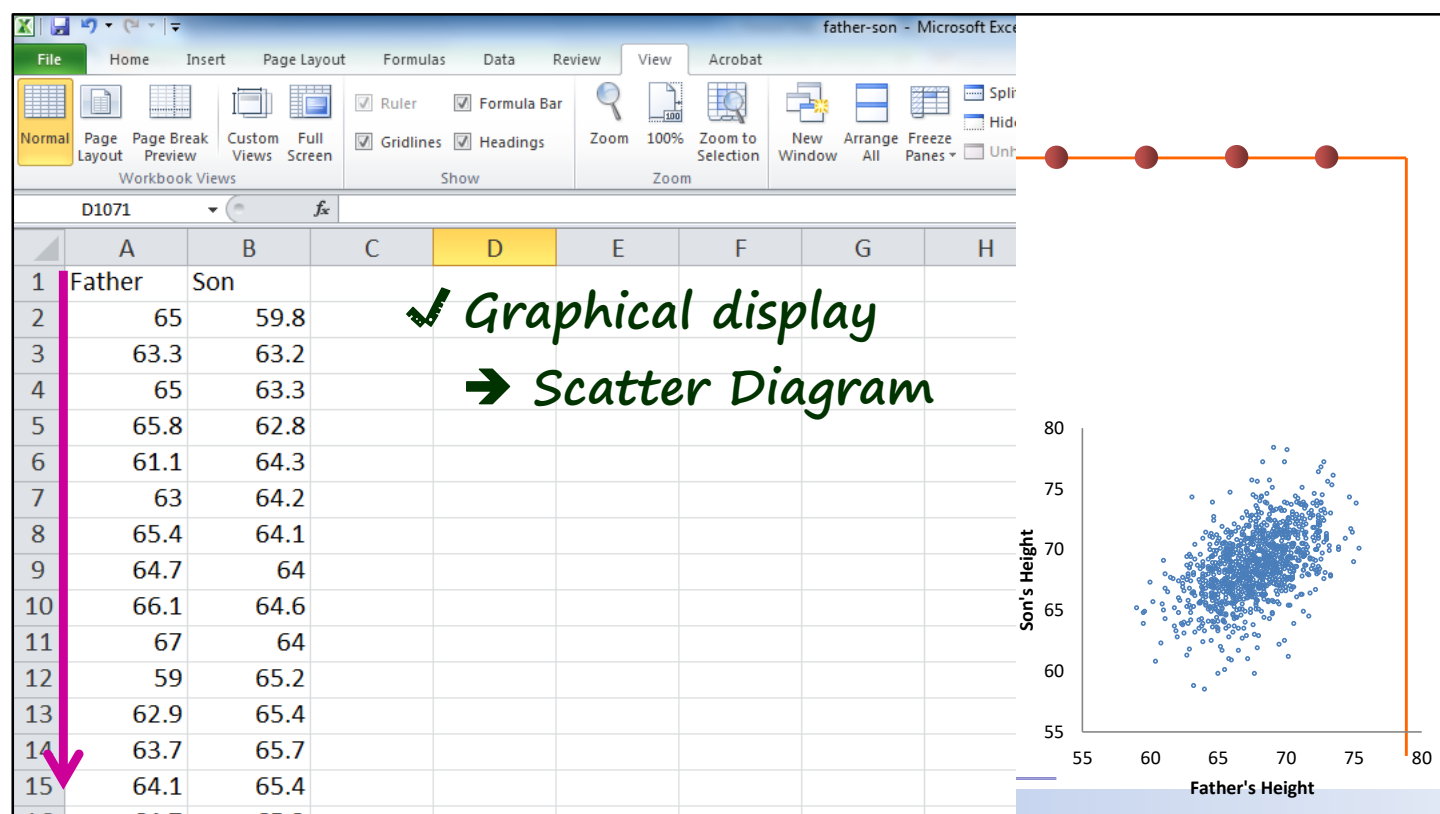 father-son - Microsoft Exce
File Home Insert Page Layout Formulas Data Review View Acrobat
Normal
Page Layout
Page Break Preview
Custom Views
Full Screen
Workbook Views
Ruler
Formula Bar
Gridlines
Headings
Show
Zoom
100%
Zoom to Selection
Zoom
New Window
Arrange All
Freeze Panes
Spli
Hid
Unh
D1071 fx
A B C D E F G H
1 Father Son
2 65 59.8
3 63.3 63.2
4 65 63.3
5 65.8 62.8
6 61.1 64.3
7 63 64.2
8 65.4 64.1
9 64.7 64
10 66.1 64.6
11 67 64
12 59 65.2
13 62.9 65.4
14 63.7 65.7
15 64.1 65.4
✔ Graphical display
➔ Scatter Diagram
Son's Height
80
75
70
65
60
55
55 60 65 70 75 80
Father's Height